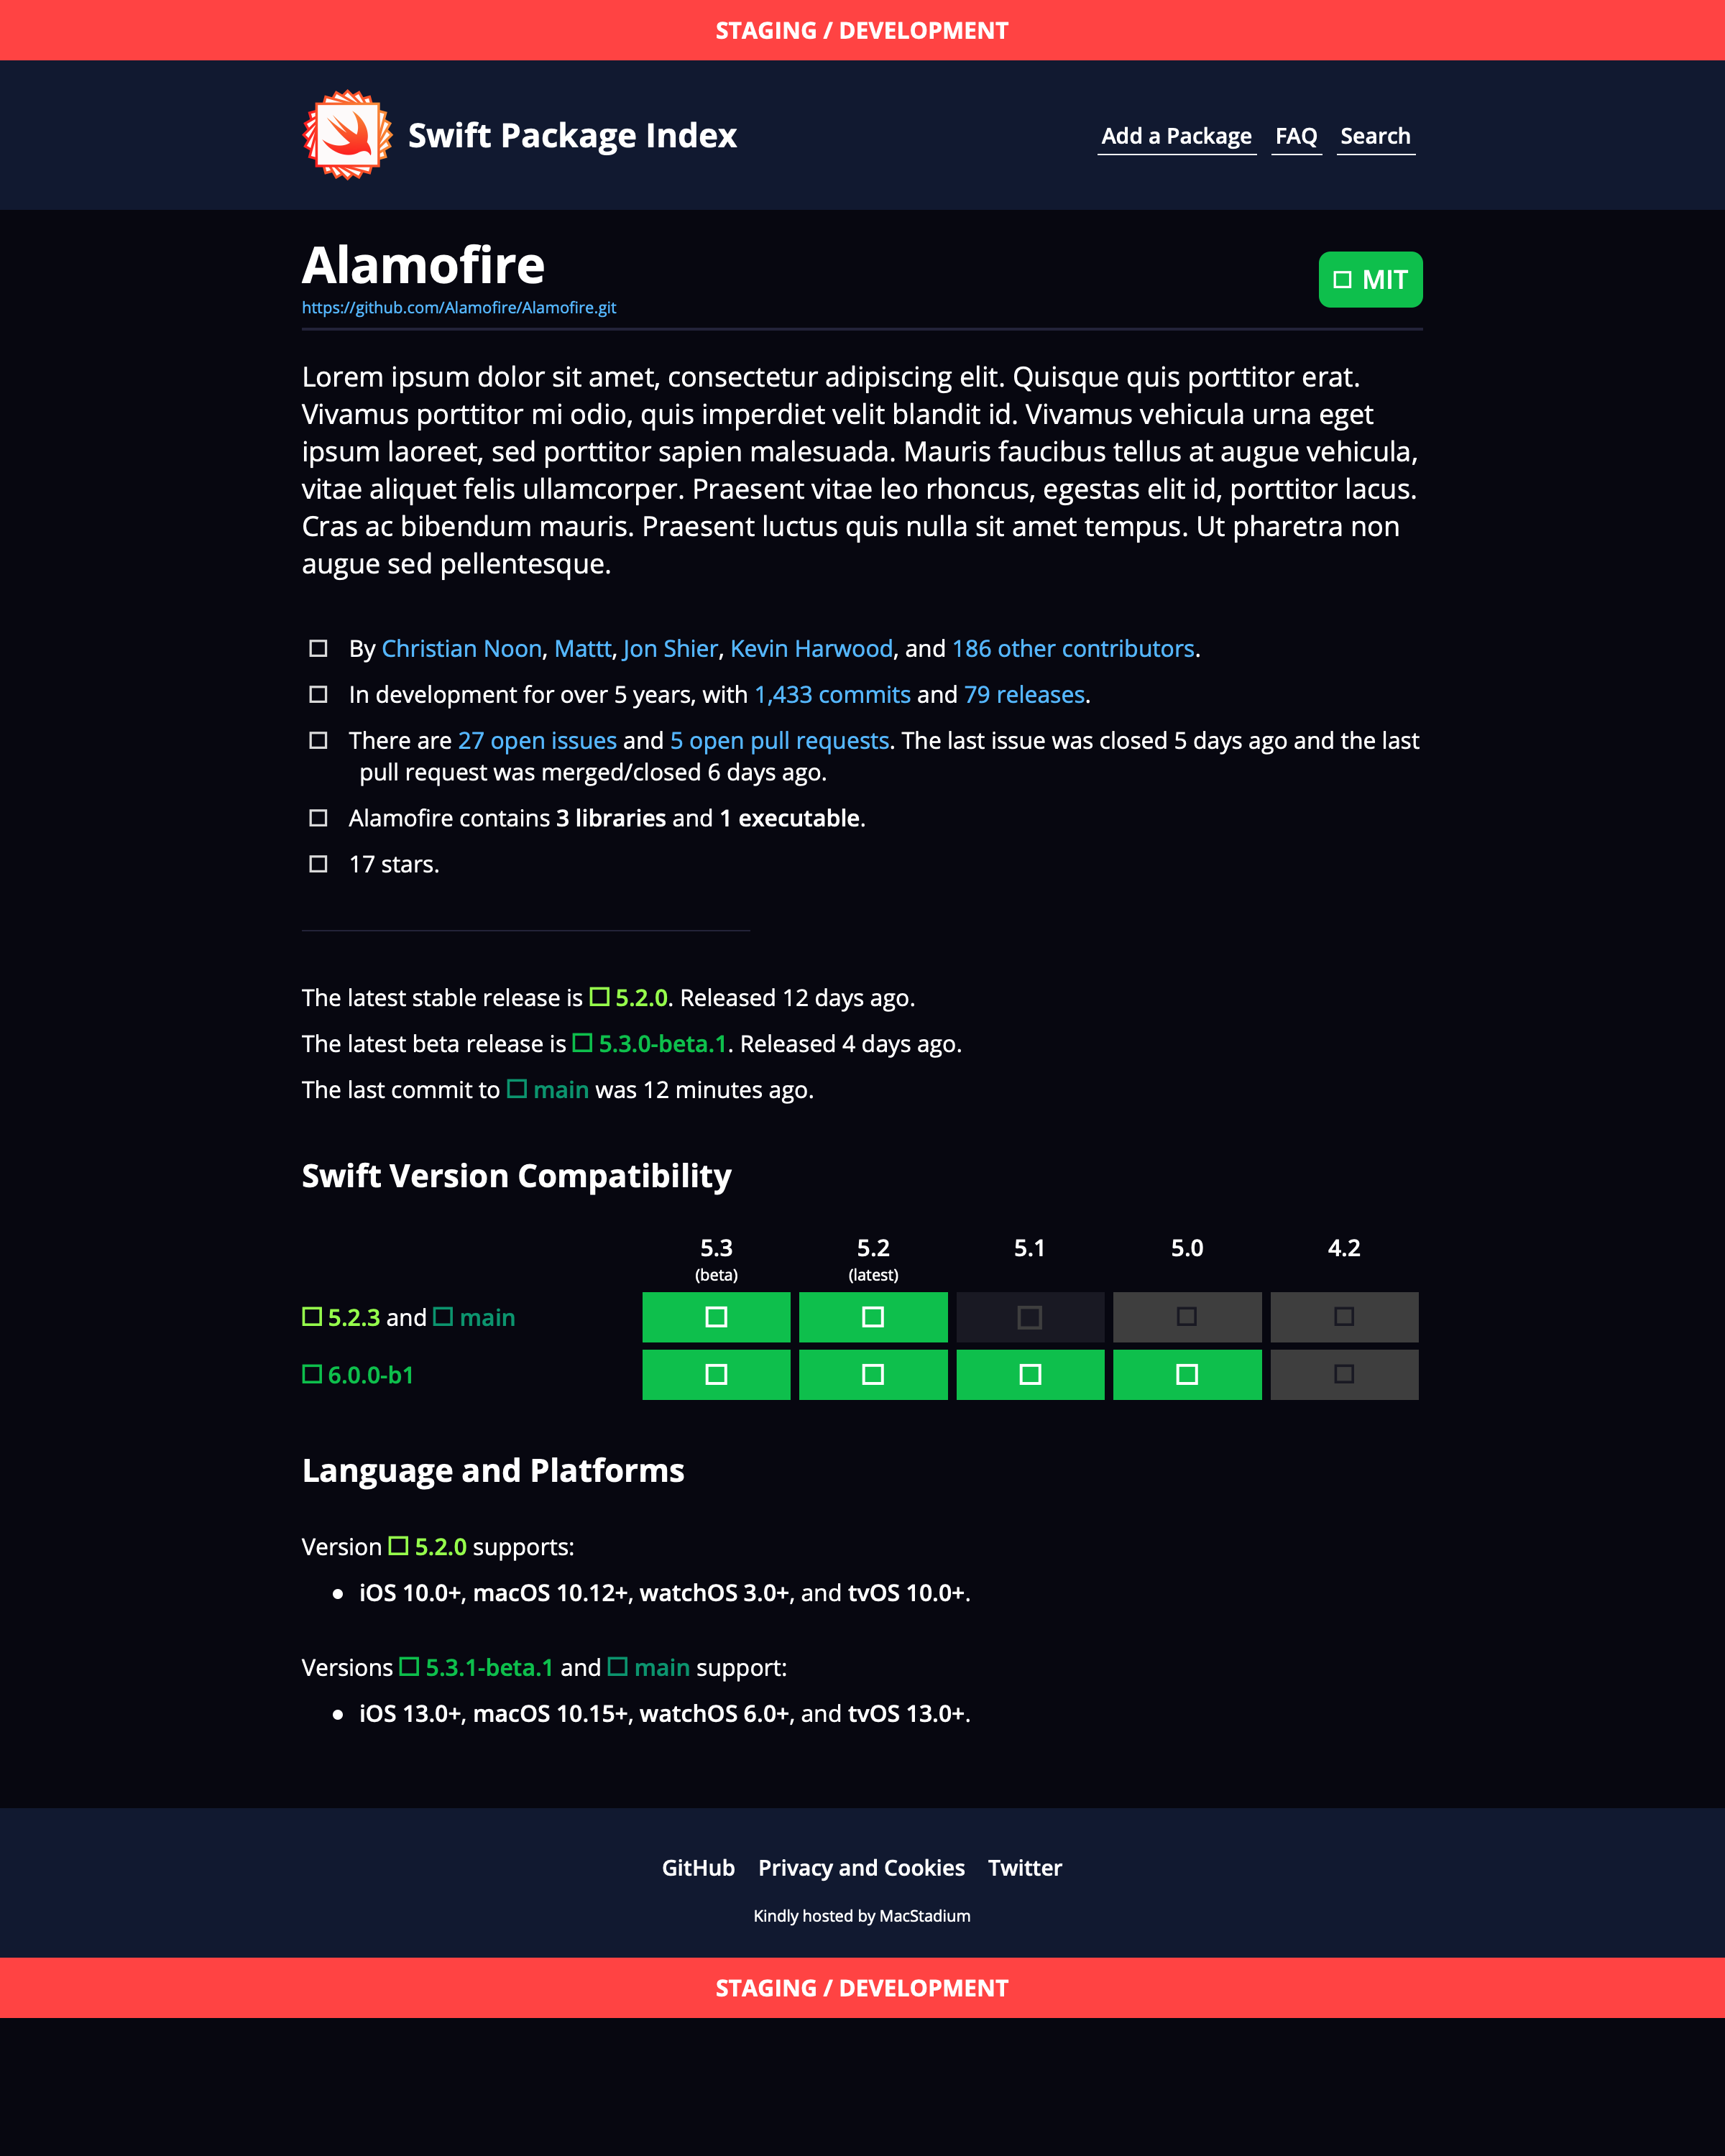 STAGING / DEVELOPMENT
Swift Package Index
Add a Package FAQ Search
Alamofire
MIT
https://github.com/Alamofire/Alamofire.git
Lorem ipsum dolor sit amet, consectetur adipiscing elit. Quisque quis porttitor erat.
Vivamus porttitor mi odio, quis imperdiet velit blandit id. Vivamus vehicula urna eget
ipsum laoreet, sed porttitor sapien malesuada. Mauris faucibus tellus at augue vehicula,
vitae aliquet felis ullamcorper. Praesent vitae leo rhoncus, egestas elit id, porttitor lacus.
Cras ac bibendum mauris. Praesent luctus quis nulla sit amet tempus. Ut pharetra non
augue sed pellentesque.
By Christian Noon, Mattt, Jon Shier, Kevin Harwood, and 186 other contributors.
In development for over 5 years, with 1,433 commits and 79 releases.
There are 27 open issues and 5 open pull requests. The last issue was closed 5 days ago and the last
pull request was merged/closed 6 days ago.
Alamofire contains 3 libraries and 1 executable.
17 stars.
The latest stable release is 5.2.0. Released 12 days ago.
The latest beta release is 5.3.0-beta.1. Released 4 days ago.
The last commit to main was 12 minutes ago.
Swift Version Compatibility
5.3 5.2 5.1 5.0 4.2
(beta) (latest)
5.2.3 and main
6.0.0-b1
Language and Platforms
Version 5.2.0 supports:
• iOS 10.0+, macOS 10.12+, watchOS 3.0+, and tvOS 10.0+.
Versions 5.3.1-beta.1 and main support:
• iOS 13.0+, macOS 10.15+, watchOS 6.0+, and tvOS 13.0+.
GitHub Privacy and Cookies Twitter
Kindly hosted by MacStadium
STAGING / DEVELOPMENT